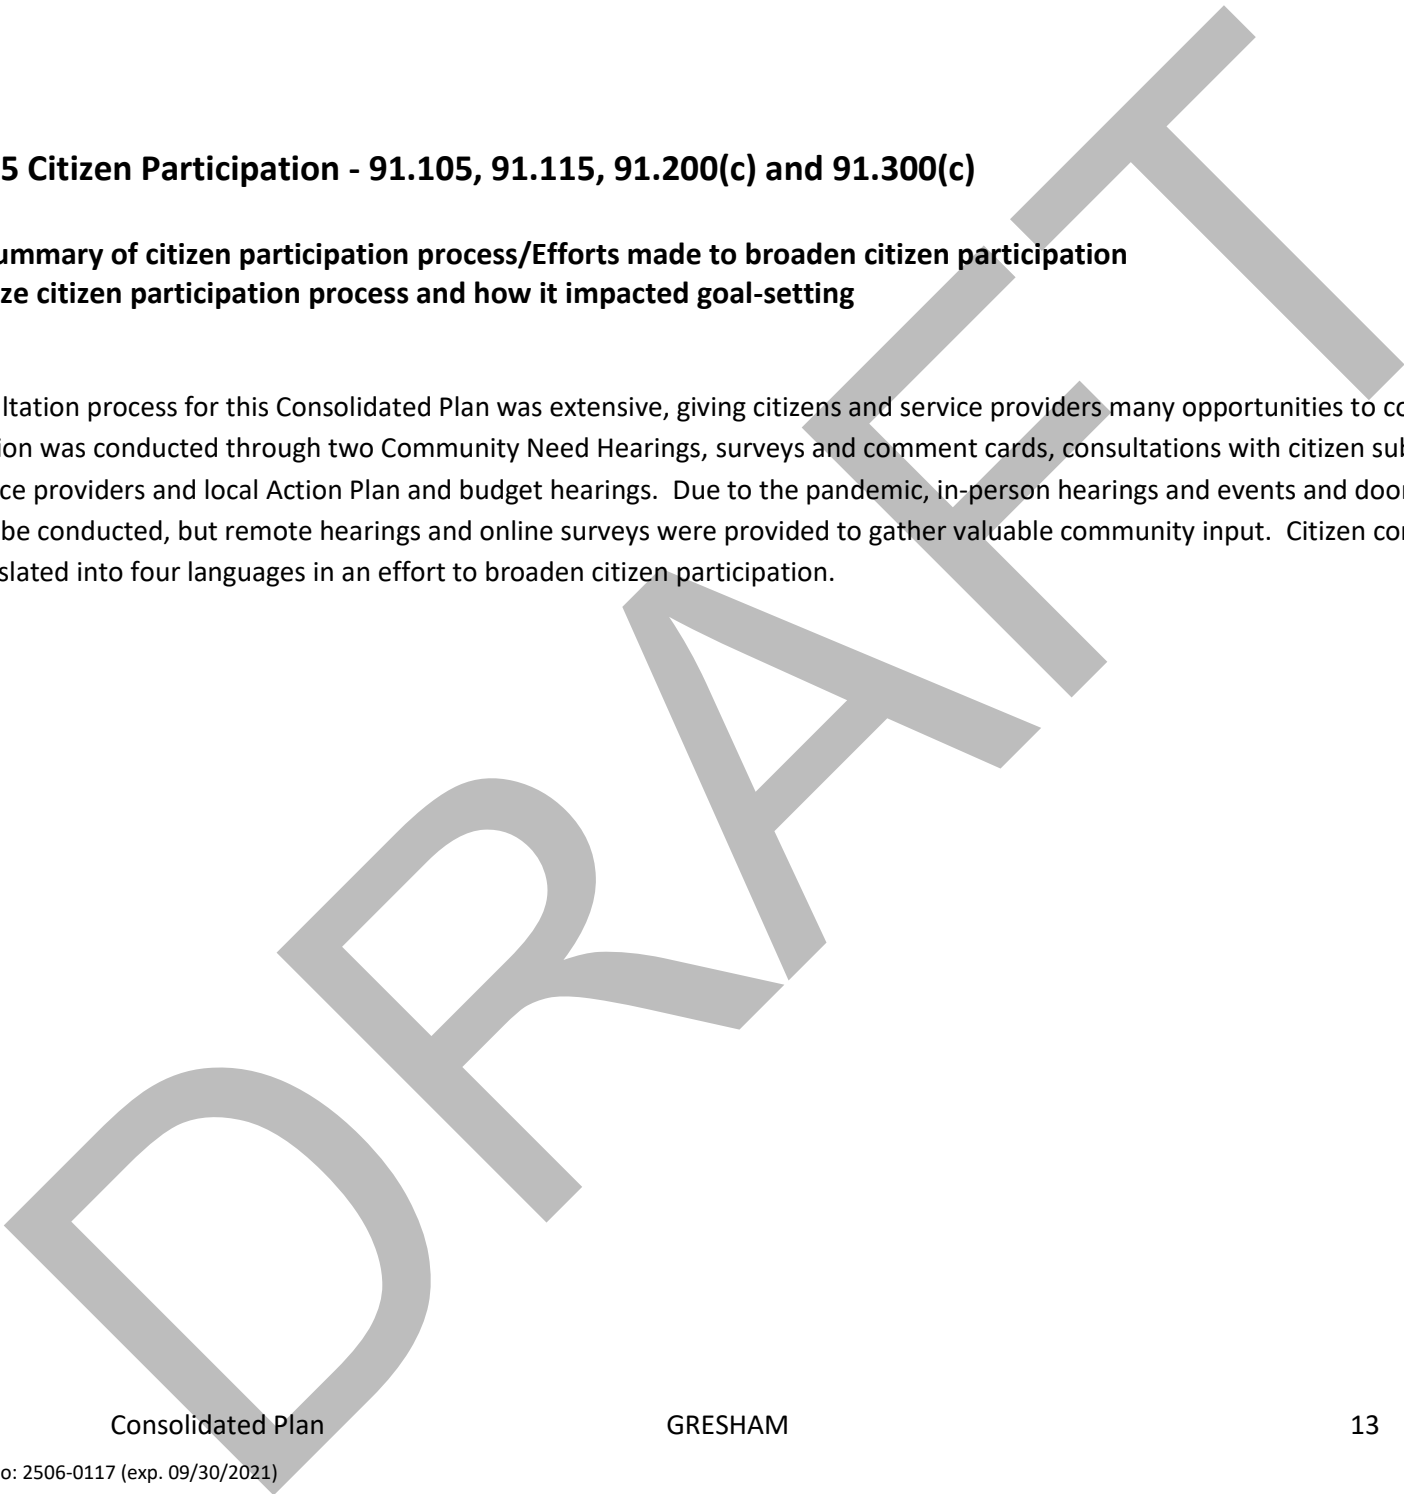 5 Citizen Participation - 91.105, 91.115, 91.200(c) and 91.300(c)
ummary of citizen participation process/Efforts made to broaden citizen participation
ze citizen participation process and how it impacted goal-setting
ltation process for this Consolidated Plan was extensive, giving citizens and service providers many opportunities to co
ion was conducted through two Community Need Hearings, surveys and comment cards, consultations with citizen sub
ce providers and local Action Plan and budget hearings. Due to the pandemic, in-person hearings and events and door
be conducted, but remote hearings and online surveys were provided to gather valuable community input. Citizen con
slated into four languages in an effort to broaden citizen participation.
DRAFT
Consolidated Plan GRESHAM 13
o: 2506-0117 (exp. 09/30/2021)